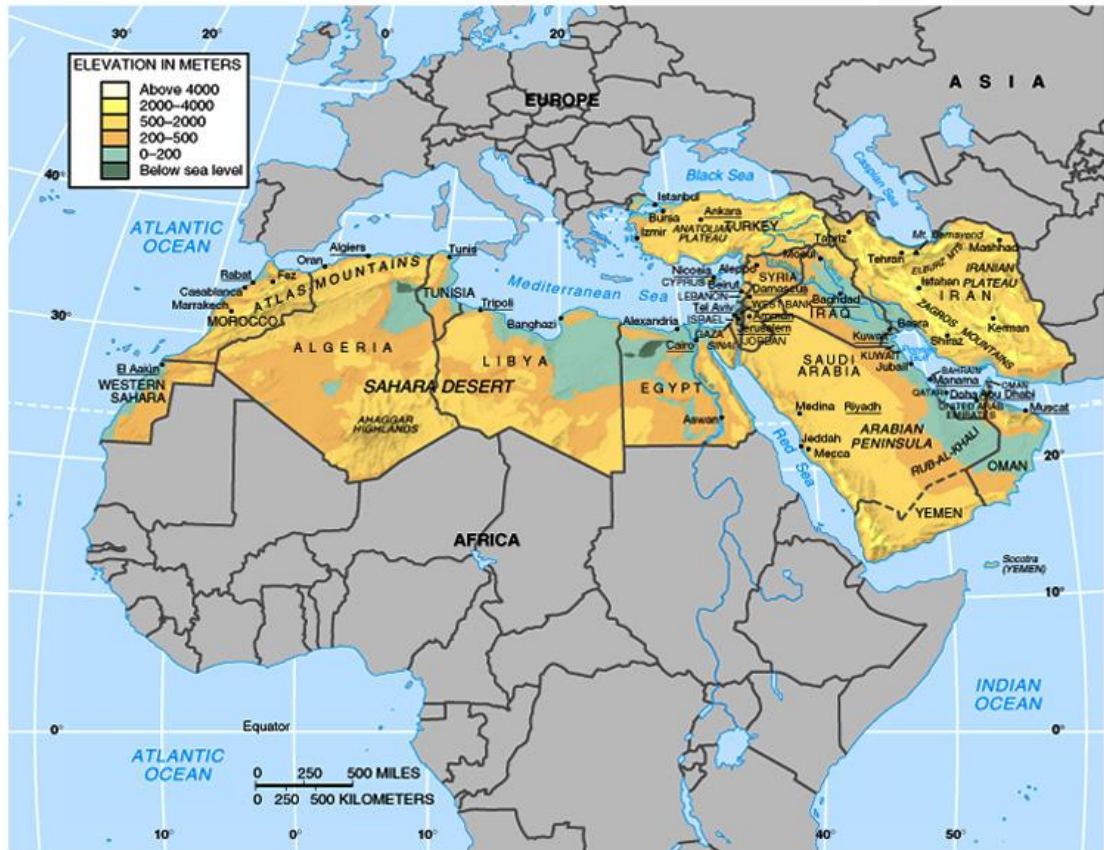 30°
20°
0°
20°
ELEVATION IN METERS
Above 4000
2000–4000
500–2000
200–500
0–200
Below sea level
EUROPE
ASIA
40°
ATLANTIC
OCEAN
Black Sea
Caspian Sea
Istanbul
Bursa
Ankara
Izmir
ANATOLIAN
PLATEAU
TURKEY
Tabriz
Mt. Demavend
Mashhad
Tehran
ELBURZ MTS
Mosul
Algiers
Oran
Tunis
Rabat
Fez
Casablanca
Marrakech
ATLAS MOUNTAINS
MOROCCO
TUNISIA
Tripoli
Mediterranean Sea
Banghazi
Alexandria
Nicosia
CYPRUS
Aleppo
SYRIA
Beirut
Damascus
LEBANON
WEST BANK
Tel Aviv
Amman
ISRAEL
Jerusalem
GAZA
JORDAN
SINAI
Cairo
Baghdad
IRAQ
Isfahan
IRANIAN
PLATEAU
IRAN
ZAGROS MOUNTAINS
Kerman
Basra
Shiraz
Kuwait
KUWAIT
30°
El Aaiún
WESTERN
SAHARA
ALGERIA
LIBYA
SAHARA DESERT
EGYPT
AHAGGAR
HIGHLANDS
Aswan
SAUDI
ARABIA
Jubail
BAHRAIN
Manama
QATAR
Doha
Abu Dhabi
OMAN
UNITED ARAB
EMIRATES
Muscat
Medina
Riyadh
ARABIAN
PENINSULA
Jeddah
Mecca
Red Sea
RUB-AL-KHALI
OMAN
20°
20°
YEMEN
AFRICA
Socotra
(YEMEN)
10°
10°
INDIAN
OCEAN
0°
Equator
0°
ATLANTIC
OCEAN
0 250 500 MILES
0 250 500 KILOMETERS
10°
0°
10°
40°
50°